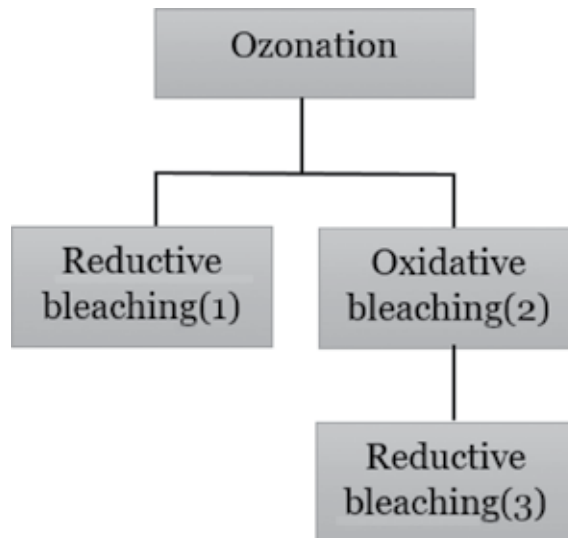 Ozonation
Reductive
bleaching(1)
Oxidative
bleaching(2)
Reductive
bleaching(3)